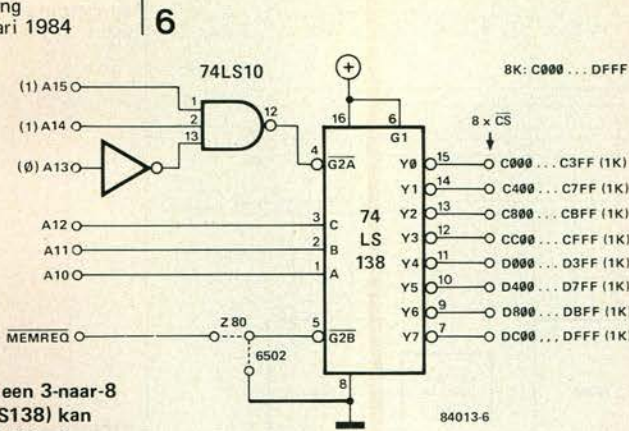 ng
ari 1984
6
74LS10
8K: C000 ... DFFF
(1) A15
(1) A14
(0) A13
1
2
13
12
16
6
G1
8 x C̅S̅
4
G̅2̅A̅
Y0 15 C000 ... C3FF (1K)
Y1 14 C400 ... C7FF (1K)
Y2 13 C800 ... CBFF (1K)
Y3 12 CC00 ... CFFF (1K)
Y4 11 D000 ... D3FF (1K)
Y5 10 D400 ... D7FF (1K)
Y6 9 D800 ... DBFF (1K)
Y7 7 DC00 ... DFFF (1K)
A12 3 C
A11 2 B
A10 1 A
74
LS
138
M̅E̅M̅R̅E̅Q̅
Z 80
5
G̅2̅B̅
6502
8
een 3-naar-8
S138) kan
84013-6